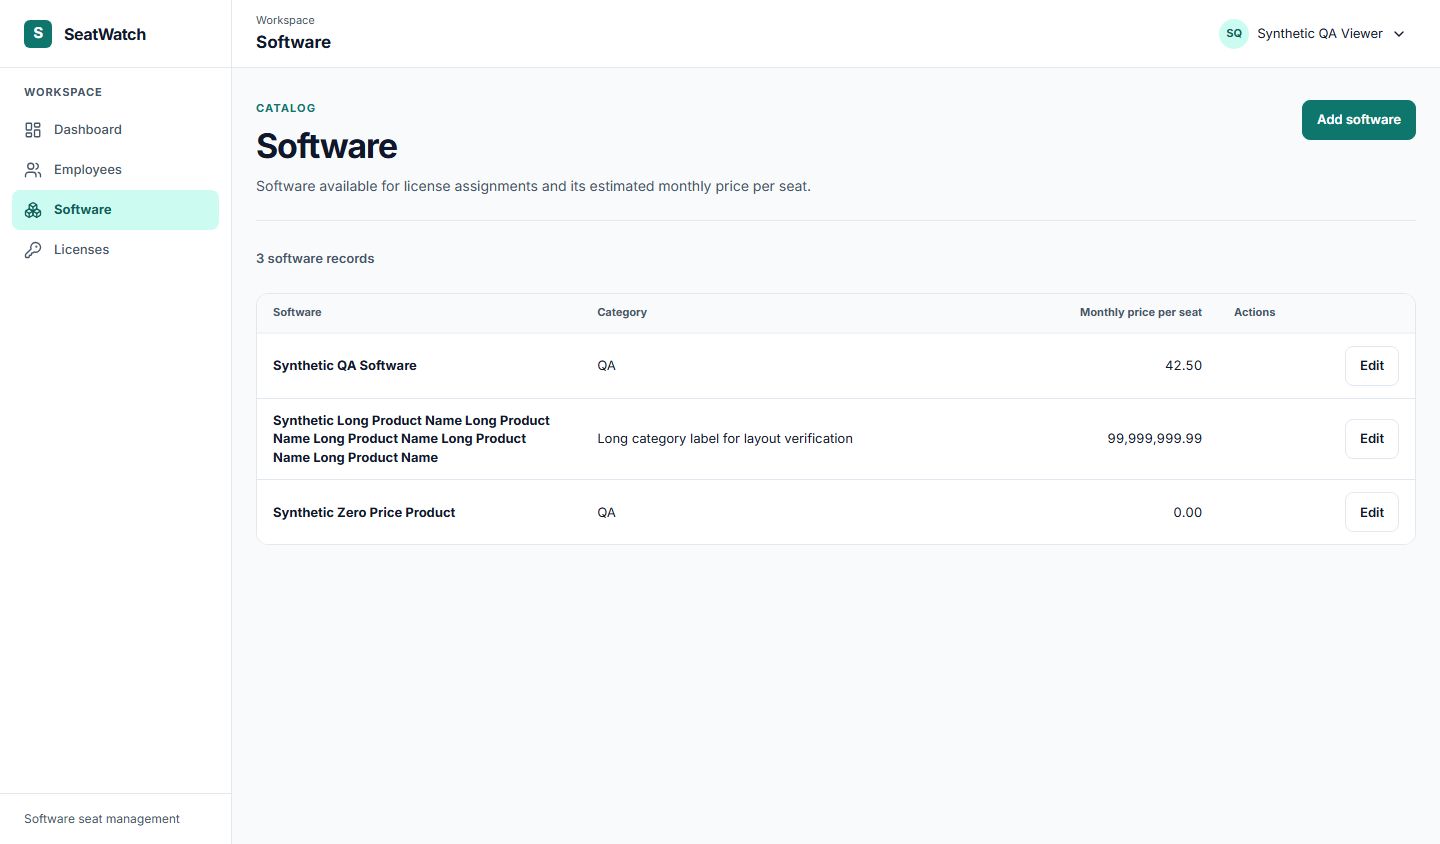 S SeatWatch
Workspace
Software
SQ Synthetic QA Viewer
WORKSPACE
Dashboard
Employees
Software
Licenses
Software seat management
CATALOG
Software
Software available for license assignments and its estimated monthly price per seat.
Add software
3 software records
Software Category Monthly price per seat Actions
Synthetic QA Software QA 42.50 Edit
Synthetic Long Product Name Long Product
Name Long Product Name Long Product
Name Long Product Name
Long category label for layout verification 99,999,999.99 Edit
Synthetic Zero Price Product QA 0.00 Edit